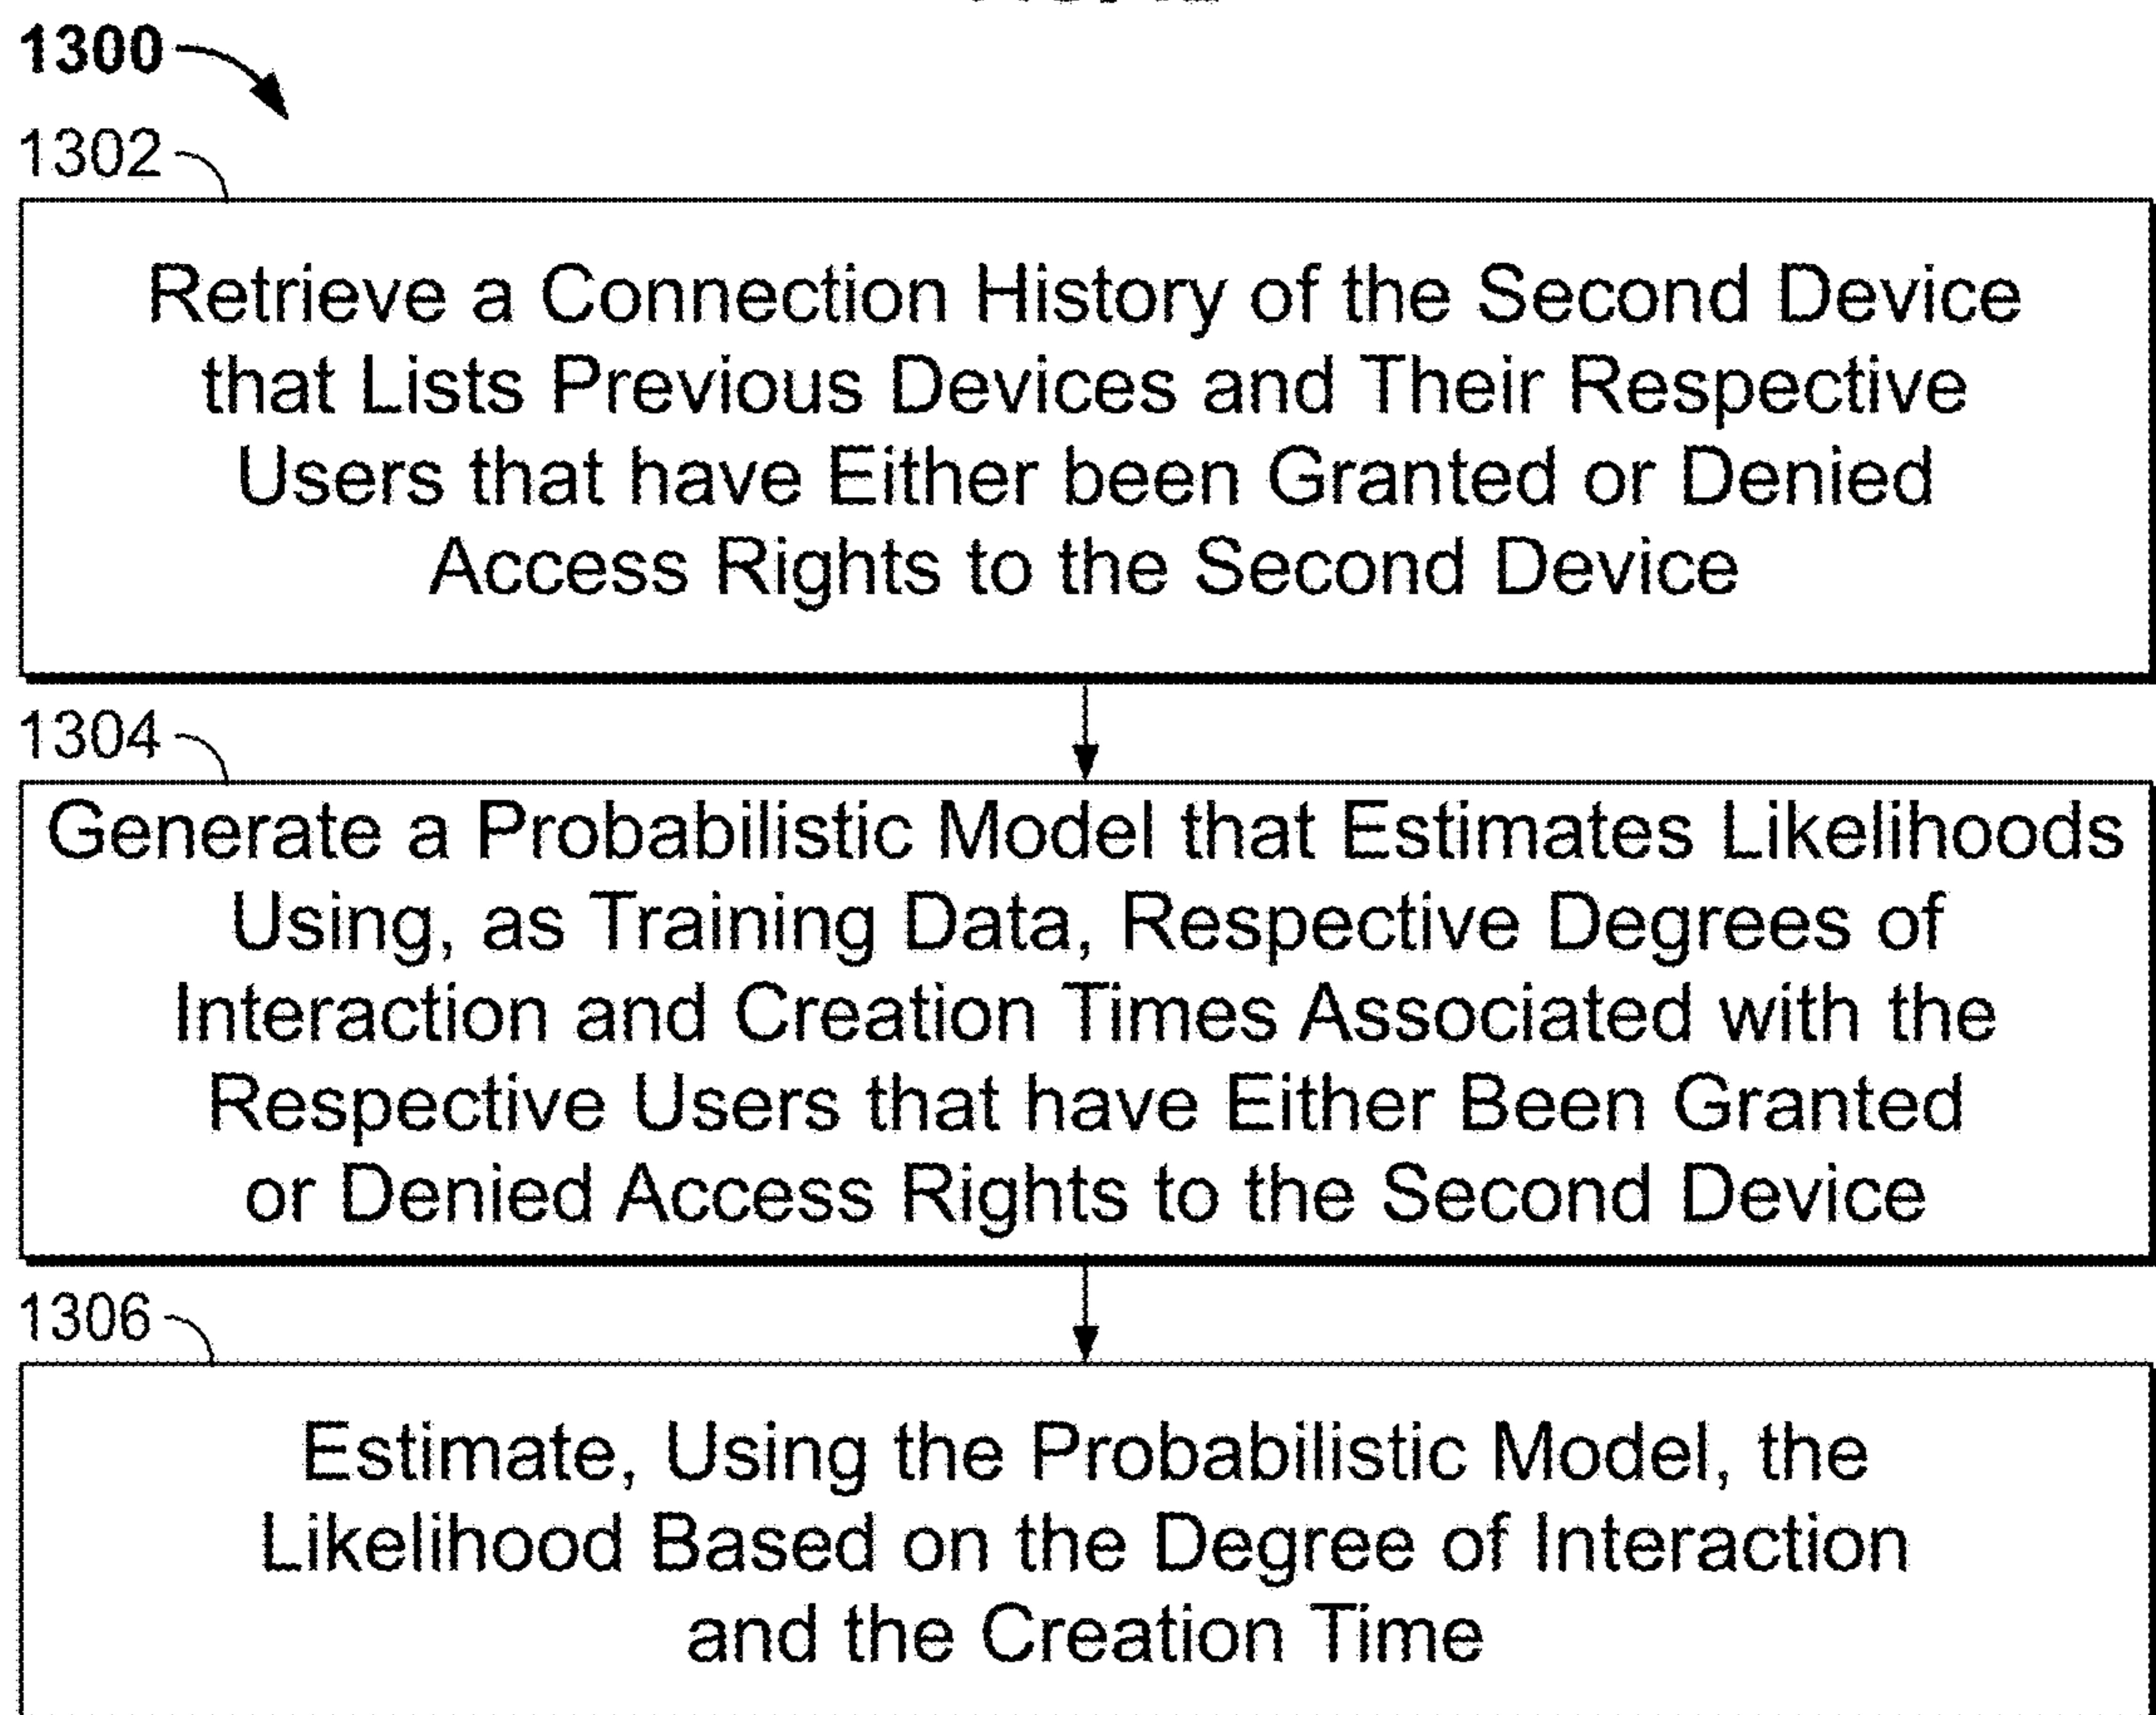 1300
1302
Retrieve a Connection History of the Second Device
that Lists Previous Devices and Their Respective
Users that have Either been Granted or Denied
Access Rights to the Second Device
1304
Generate a Probabilistic Model that Estimates Likelihoods
Using, as Training Data, Respective Degrees of
Interaction and Creation Times Associated with the
Respective Users that have Either Been Granted
or Denied Access Rights to the Second Device
1306
Estimate, Using the Probabilistic Model, the
Likelihood Based on the Degree of Interaction
and the Creation Time